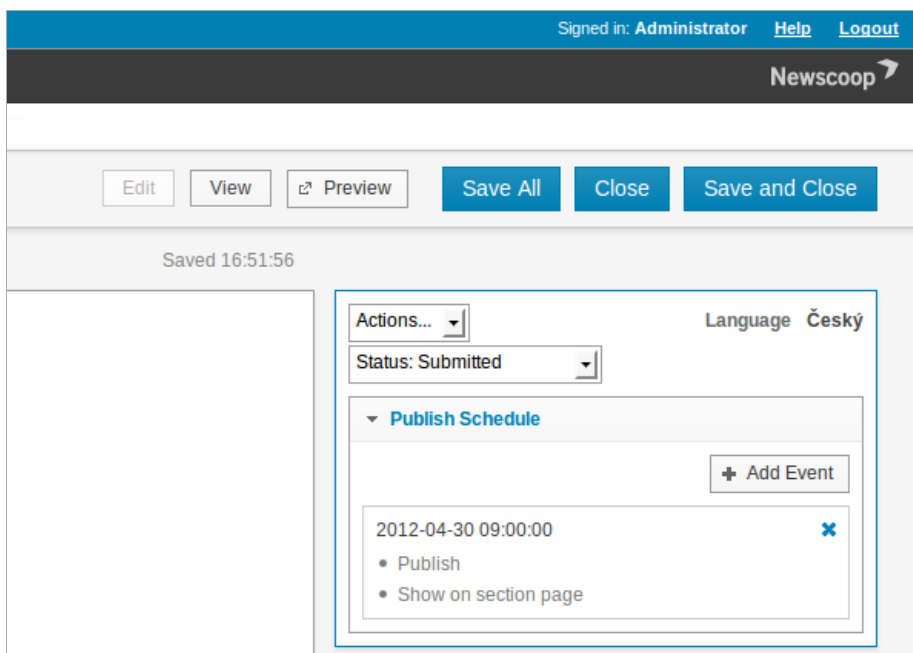 Signed in: Administrator Help Logout
Newscoop
Edit View Preview Save All Close Save and Close
Saved 16:51:56
Actions... Language Český
Status: Submitted
Publish Schedule
+ Add Event
2012-04-30 09:00:00
• Publish
• Show on section page